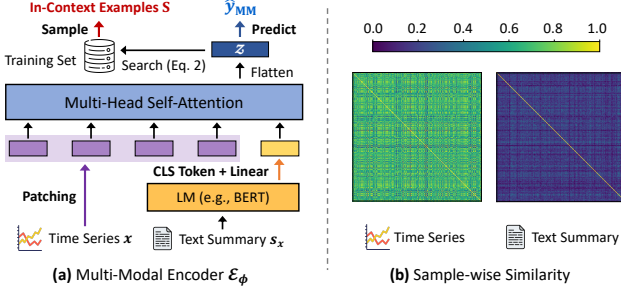 In-Context Examples S
ŷMM
Sample
Predict
Training Set
z
Search (Eq. 2)
Flatten
Multi-Head Self-Attention
CLS Token + Linear
Patching
LM (e.g., BERT)
Time Series x
Text Summary sx
(a) Multi-Modal Encoder ℰϕ
0.0 0.2 0.4 0.6 0.8 1.0
Time Series
Text Summary
(b) Sample-wise Similarity